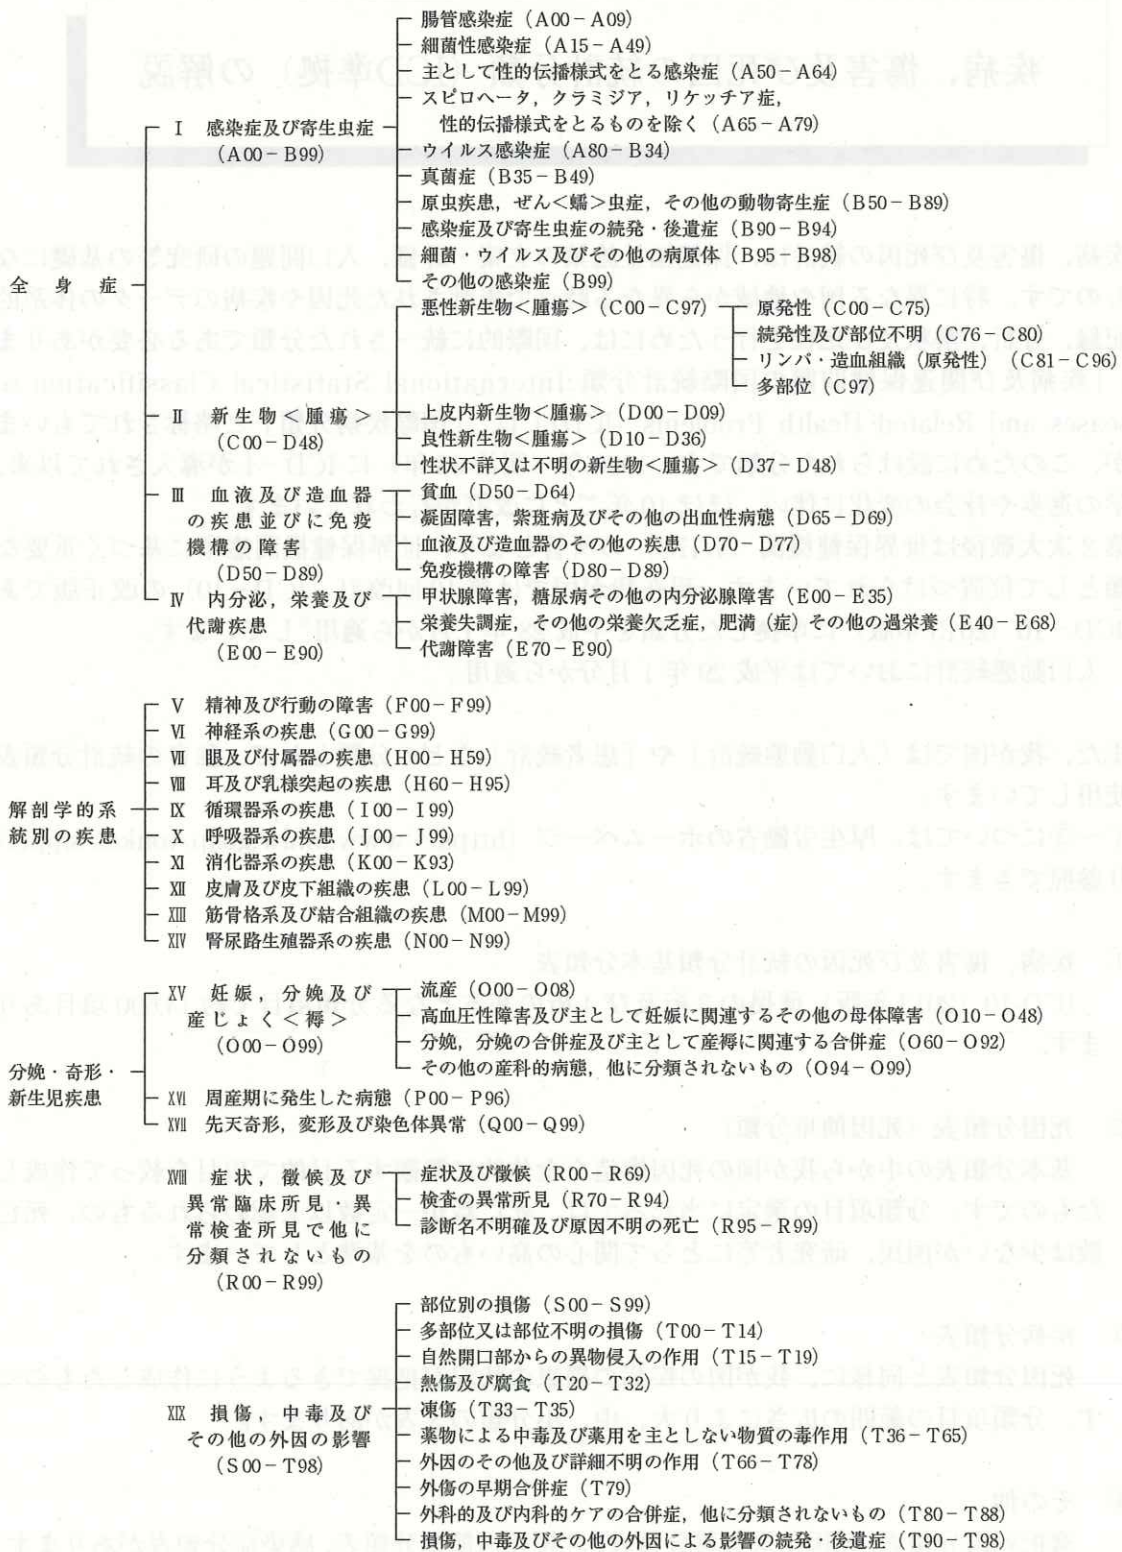 腸管感染症 (A00-A09)
細菌性感染症 (A15-A49)
主として性的伝播様式をとる感染症 (A50-A64)
スピロヘータ，クラミジア，リケッチア症，
性的伝播様式をとるものを除く (A65-A79)
全身症
Ⅰ 感染症及び寄生虫症
(A00-B99)
ウイルス感染症 (A80-B34)
真菌症 (B35-B49)
原虫疾患，ぜん<蠕>虫症，その他の動物寄生症 (B50-B89)
感染症及び寄生虫症の続発・後遺症 (B90-B94)
細菌・ウイルス及びその他の病原体 (B95-B98)
その他の感染症 (B99)
Ⅱ 新生物<腫瘍>
(C00-D48)
悪性新生物<腫瘍> (C00-C97)
原発性 (C00-C75)
続発性及び部位不明 (C76-C80)
リンパ・造血組織（原発性） (C81-C96)
多部位 (C97)
上皮内新生物<腫瘍> (D00-D09)
良性新生物<腫瘍> (D10-D36)
性状不詳又は不明の新生物<腫瘍> (D37-D48)
Ⅲ 血液及び造血器
の疾患並びに免疫
機構の障害
(D50-D89)
貧血 (D50-D64)
凝固障害，紫斑病及びその他の出血性病態 (D65-D69)
血液及び造血器のその他の疾患 (D70-D77)
免疫機構の障害 (D80-D89)
Ⅳ 内分泌，栄養及び
代謝疾患
(E00-E90)
甲状腺障害，糖尿病その他の内分泌腺障害 (E00-E35)
栄養失調症，その他の栄養欠乏症，肥満（症）その他の過栄養 (E40-E68)
代謝障害 (E70-E90)
解剖学的系
統別の疾患
Ⅴ 精神及び行動の障害 (F00-F99)
Ⅵ 神経系の疾患 (G00-G99)
Ⅶ 眼及び付属器の疾患 (H00-H59)
Ⅷ 耳及び乳様突起の疾患 (H60-H95)
Ⅸ 循環器系の疾患 (I00-I99)
Ⅹ 呼吸器系の疾患 (J00-J99)
Ⅺ 消化器系の疾患 (K00-K93)
Ⅻ 皮膚及び皮下組織の疾患 (L00-L99)
XIII 筋骨格系及び結合組織の疾患 (M00-M99)
XIV 腎尿路生殖器系の疾患 (N00-N99)
分娩・奇形・
新生児疾患
XV 妊娠，分娩及び
産じょく<褥>
(O00-O99)
流産 (O00-O08)
高血圧性障害及び主として妊娠に関連するその他の母体障害 (O10-O48)
分娩，分娩の合併症及び主として産褥に関連する合併症 (O60-O92)
その他の産科的病態，他に分類されないもの (O94-O99)
XVI 周産期に発生した病態 (P00-P96)
XVII 先天奇形，変形及び染色体異常 (Q00-Q99)
XVIII 症状，徴候及び
異常臨床所見・異
常検査所見で他に
分類されないもの
(R00-R99)
症状及び徴候 (R00-R69)
検査の異常所見 (R70-R94)
診断名不明確及び原因不明の死亡 (R95-R99)
XIX 損傷，中毒及び
その他の外因の影響
(S00-T98)
部位別の損傷 (S00-S99)
多部位又は部位不明の損傷 (T00-T14)
自然開口部からの異物侵入の作用 (T15-T19)
熱傷及び腐食 (T20-T32)
凍傷 (T33-T35)
薬物による中毒及び薬用を主としない物質の毒作用 (T36-T65)
外因のその他及び詳細不明の作用 (T66-T78)
外傷の早期合併症 (T79)
外科的及び内科的ケアの合併症，他に分類されないもの (T80-T88)
損傷，中毒及びその他の外因による影響の続発・後遺症 (T90-T98)